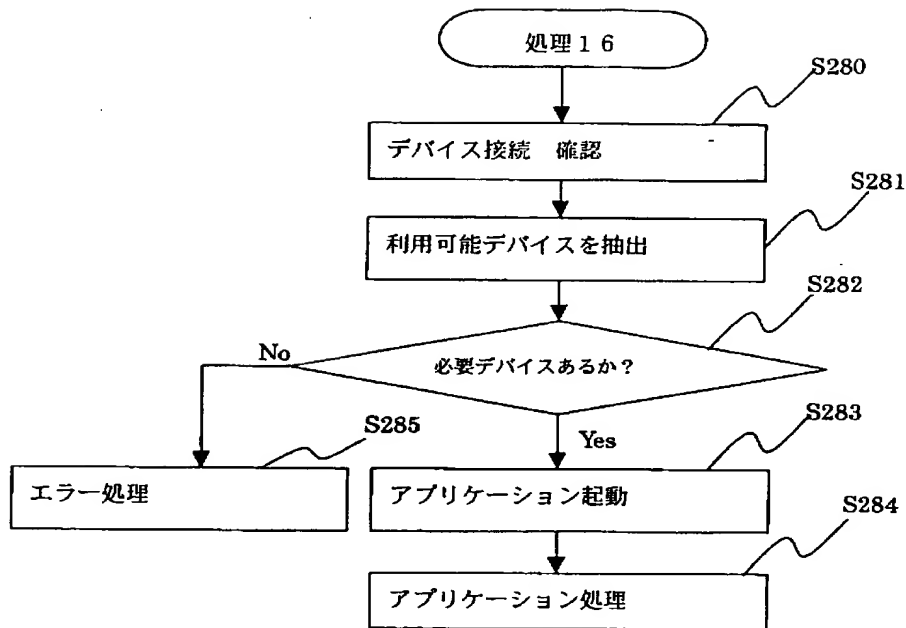 処理16
S280
デバイス接続　確認
S281
利用可能デバイスを抽出
S282
No
必要デバイスあるか？
S285
Yes
S283
エラー処理
アプリケーション起動
S284
アプリケーション処理